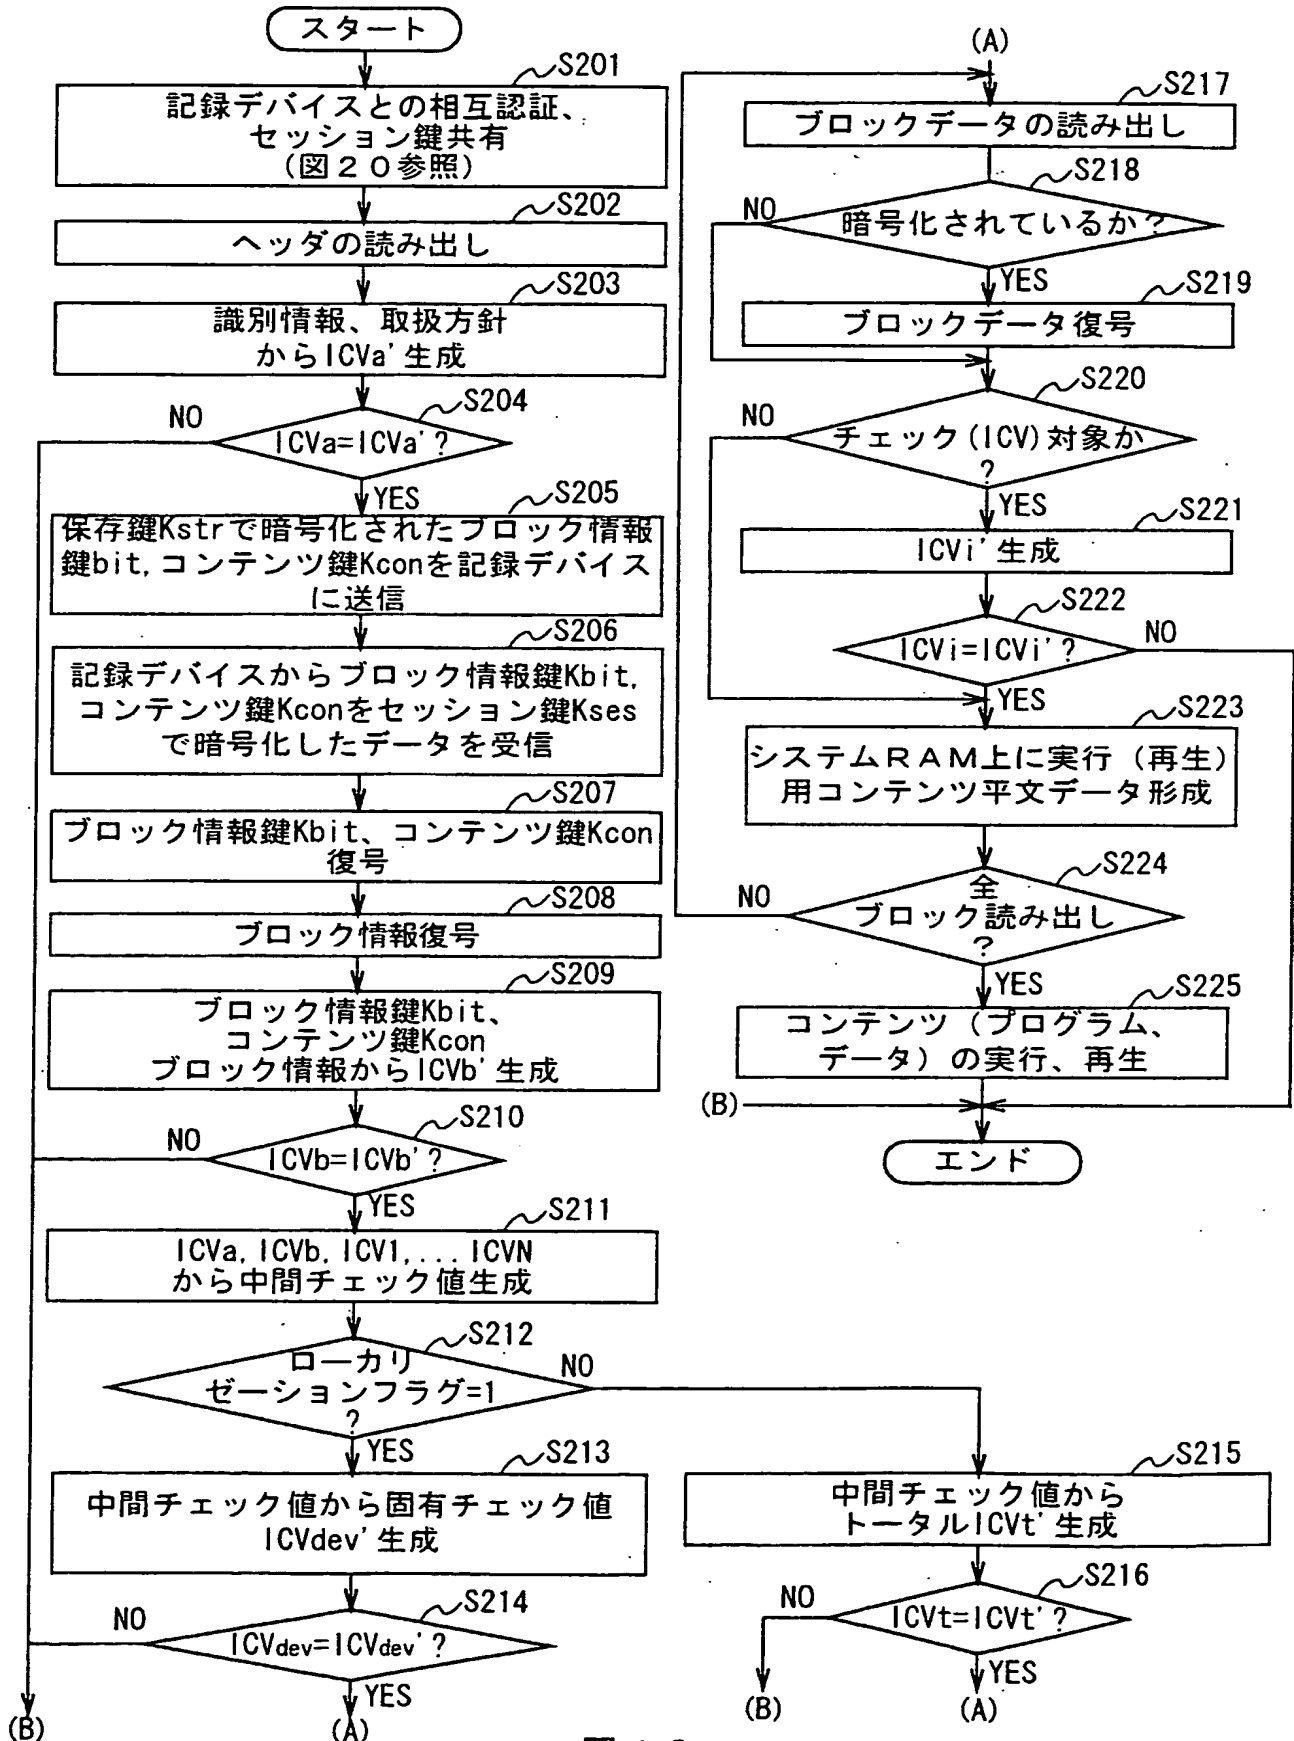 スタート
S201
記録デバイスとの相互認証、
セッション鍵共有
(図20参照)
S202
ヘッダの読み出し
S203
識別情報、取扱方針
からICVa'生成
S204
ICVa=ICVa'?
NO
YES
S205
保存鍵Kstrで暗号化されたブロック情報
鍵bit,コンテンツ鍵Kconを記録デバイス
に送信
S206
記録デバイスからブロック情報鍵Kbit,
コンテンツ鍵Kconをセッション鍵Kses
で暗号化したデータを受信
S207
ブロック情報鍵Kbit、コンテンツ鍵Kcon
復号
S208
ブロック情報復号
S209
ブロック情報鍵Kbit、
コンテンツ鍵Kcon
ブロック情報からICVb'生成
S210
ICVb=ICVb'?
NO
YES
S211
ICVa,ICVb,ICV1,...ICVN
から中間チェック値生成
S212
ローカリ
ゼーションフラグ=1
?
NO
YES
S213
中間チェック値から固有チェック値
ICVdev'生成
S214
ICVdev=ICVdev'?
NO
YES
(B)
(A)
S215
中間チェック値から
トータルICVt'生成
S216
ICVt=ICVt'?
NO
YES
(B)
(A)
(A)
S217
ブロックデータの読み出し
S218
暗号化されているか?
NO
YES
S219
ブロックデータ復号
S220
チェック(ICV)対象か
?
NO
YES
S221
ICVi'生成
S222
ICVi=ICVi'?
NO
YES
S223
システムRAM上に実行(再生)
用コンテンツ平文データ形成
S224
全
ブロック読み出し
?
NO
YES
S225
コンテンツ(プログラム、
データ)の実行、再生
(B)
エンド